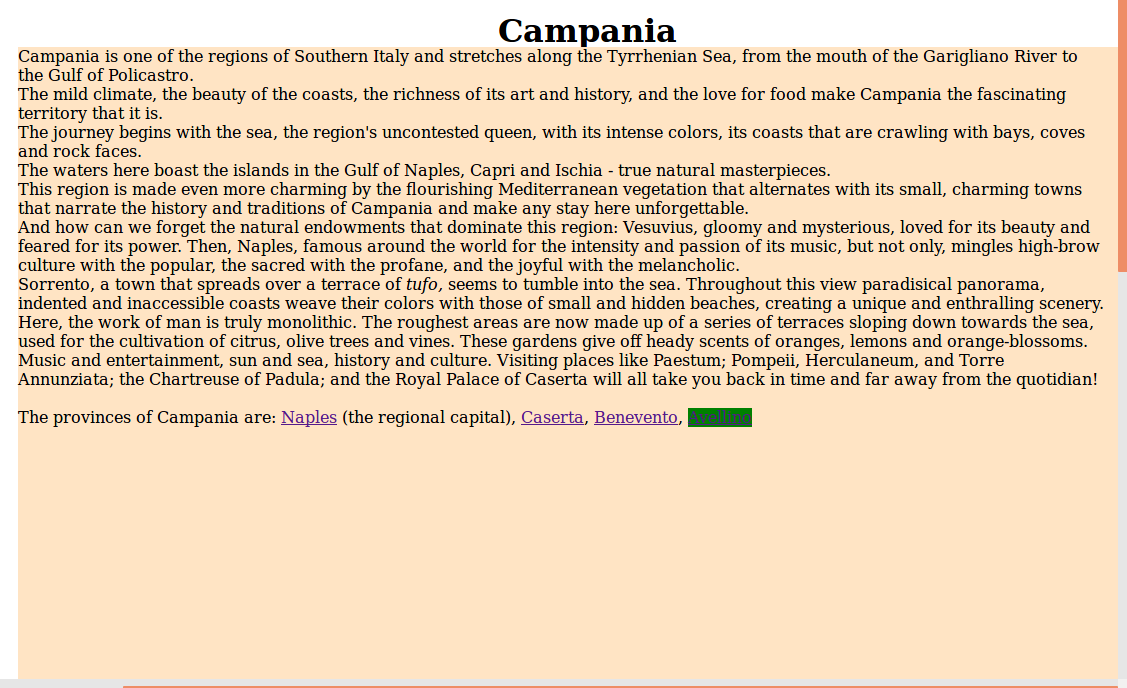 Campania
Campania is one of the regions of Southern Italy and stretches along the Tyrrhenian Sea, from the mouth of the Garigliano River to
the Gulf of Policastro.
The mild climate, the beauty of the coasts, the richness of its art and history, and the love for food make Campania the fascinating
territory that it is.
The journey begins with the sea, the region's uncontested queen, with its intense colors, its coasts that are crawling with bays, coves
and rock faces.
The waters here boast the islands in the Gulf of Naples, Capri and Ischia - true natural masterpieces.
This region is made even more charming by the flourishing Mediterranean vegetation that alternates with its small, charming towns
that narrate the history and traditions of Campania and make any stay here unforgettable.
And how can we forget the natural endowments that dominate this region: Vesuvius, gloomy and mysterious, loved for its beauty and
feared for its power. Then, Naples, famous around the world for the intensity and passion of its music, but not only, mingles high-brow
culture with the popular, the sacred with the profane, and the joyful with the melancholic.
Sorrento, a town that spreads over a terrace of tufo, seems to tumble into the sea. Throughout this view paradisical panorama,
indented and inaccessible coasts weave their colors with those of small and hidden beaches, creating a unique and enthralling scenery.
Here, the work of man is truly monolithic. The roughest areas are now made up of a series of terraces sloping down towards the sea,
used for the cultivation of citrus, olive trees and vines. These gardens give off heady scents of oranges, lemons and orange-blossoms.
Music and entertainment, sun and sea, history and culture. Visiting places like Paestum; Pompeii, Herculaneum, and Torre
Annunziata; the Chartreuse of Padula; and the Royal Palace of Caserta will all take you back in time and far away from the quotidian!
The provinces of Campania are: Naples (the regional capital), Caserta, Benevento, Avellino